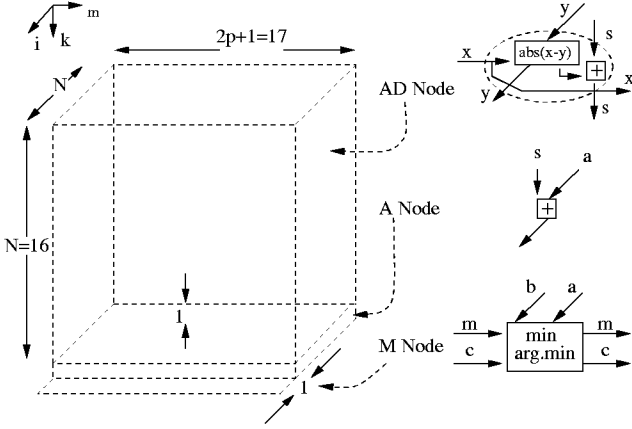 m
i
k
2p+1=17
N
N=16
1
1
AD Node
A Node
M Node
y
s
x
abs(x-y)
+
x
y
s
s
a
+
b
a
m
min
m
c
arg.min
c